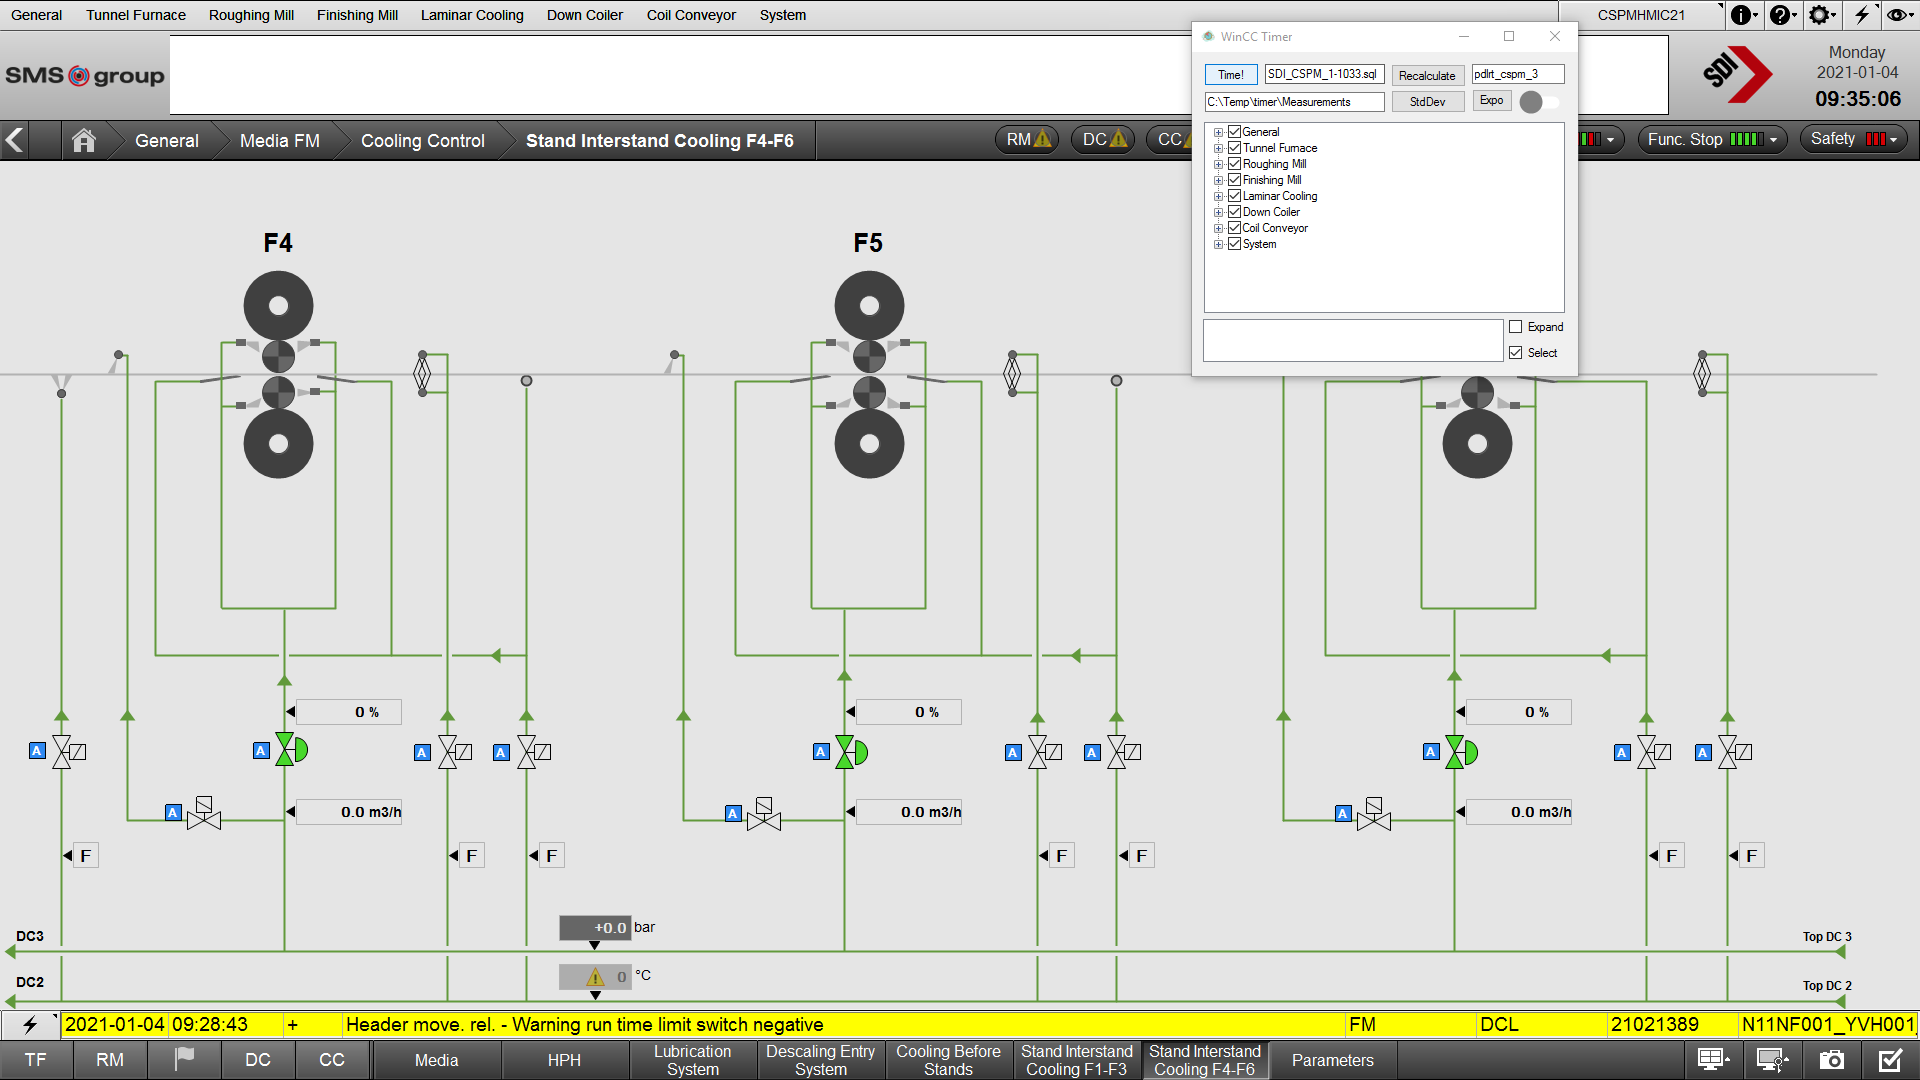 General Tunnel Furnace Roughing Mill Finishing Mill Laminar Cooling Down Coiler Coil Conveyor System CSPMHMIC21
SMS group
SDI
Monday
2021-01-04
09:35:06
WinCC Timer
Time! SDI_CSPM_1-1033.sql Recalculate pdlrt_cspm_3
C:\Temp\timer\Measurements StdDev Expo
General
Tunnel Furnace
Roughing Mill
Finishing Mill
Laminar Cooling
Down Coiler
Coil Conveyor
System
Expand
Select
General Media FM Cooling Control Stand Interstand Cooling F4-F6 RM DC CC Func. Stop Safety
F4 F5
0 % 0 % 0 %
A A A A A A A A A A
A 0.0 m3/h A 0.0 m3/h A 0.0 m3/h
F F F F F F F
+0.0 bar
DC3 Top DC 3
0 °C
DC2 Top DC 2
2021-01-04 09:28:43 + Header move. rel. - Warning run time limit switch negative FM DCL 21021389 N11NF001_YVH001
TF RM DC CC Media HPH Lubrication System Descaling Entry System Cooling Before Stands Stand Interstand Cooling F1-F3 Stand Interstand Cooling F4-F6 Parameters